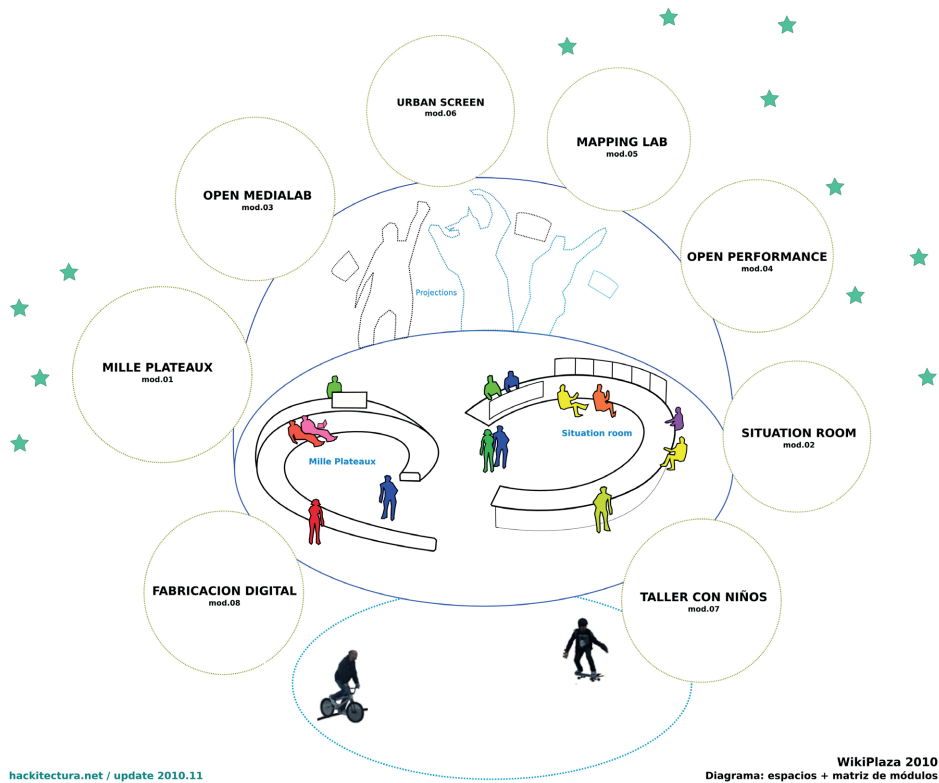 URBAN SCREEN
mod.06
MAPPING LAB
mod.05
OPEN MEDIALAB
mod.03
OPEN PERFORMANCE
mod.04
Projections
MILLE PLATEAUX
mod.01
Situation room
SITUATION ROOM
mod.02
Mille Plateaux
FABRICACION DIGITAL
mod.08
TALLER CON NIÑOS
mod.07
WikiPlaza 2010
hackitectura.net / update 2010.11
Diagrama: espacios + matriz de módulos